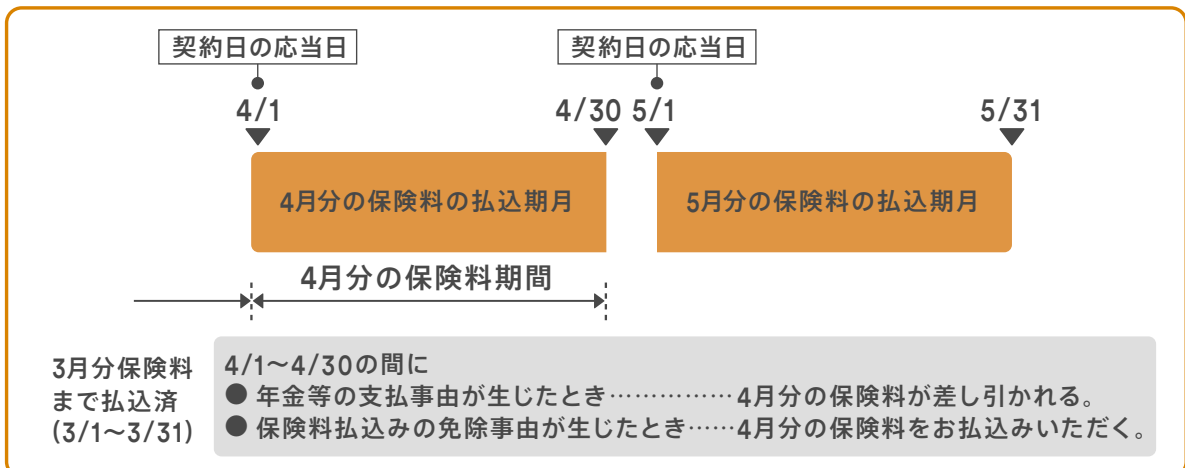 契約日の応当日 契約日の応当日
4/1 4/30 5/1 5/31
4月分の保険料の払込期月 5月分の保険料の払込期月
4月分の保険料期間
3月分保険料
まで払込済
(3/1〜3/31)
4/1〜4/30の間に
● 年金等の支払事由が生じたとき……………4月分の保険料が差し引かれる。
● 保険料払込みの免除事由が生じたとき……4月分の保険料をお払込みいただく。